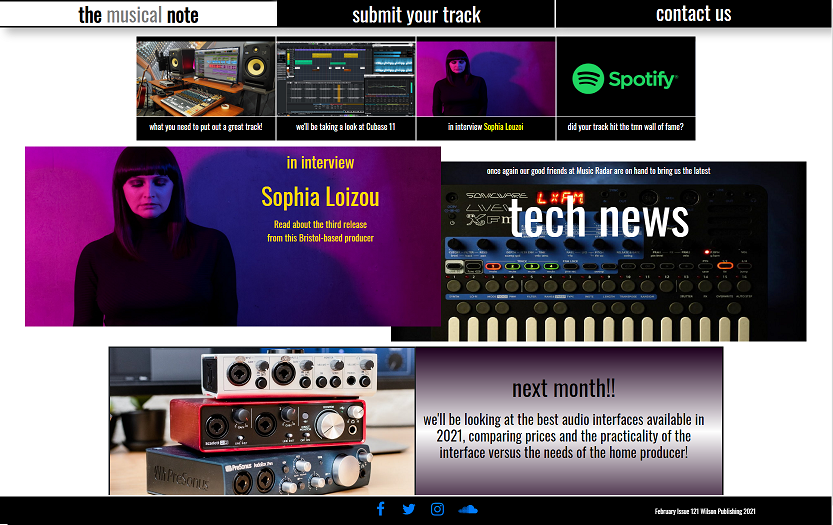 the musical note
submit your track
contact us
what you need to put out a great track!
we'll be taking a look at Cubase 11
in interview Sophia Louzoi
Spotify
did your track hit the tmn wall of fame?
in interview
Sophia Loizou
Read about the third release
from this Bristol-based producer
once again our good friends at Music Radar are on hand to bring us the latest
SONICWARE
LXFM
tech news
next month!!
we'll be looking at the best audio interfaces available in
2021, comparing prices and the practicality of the
interface versus the needs of the home producer!
PreSonus
February Issue 121 Wilson Publishing 2021